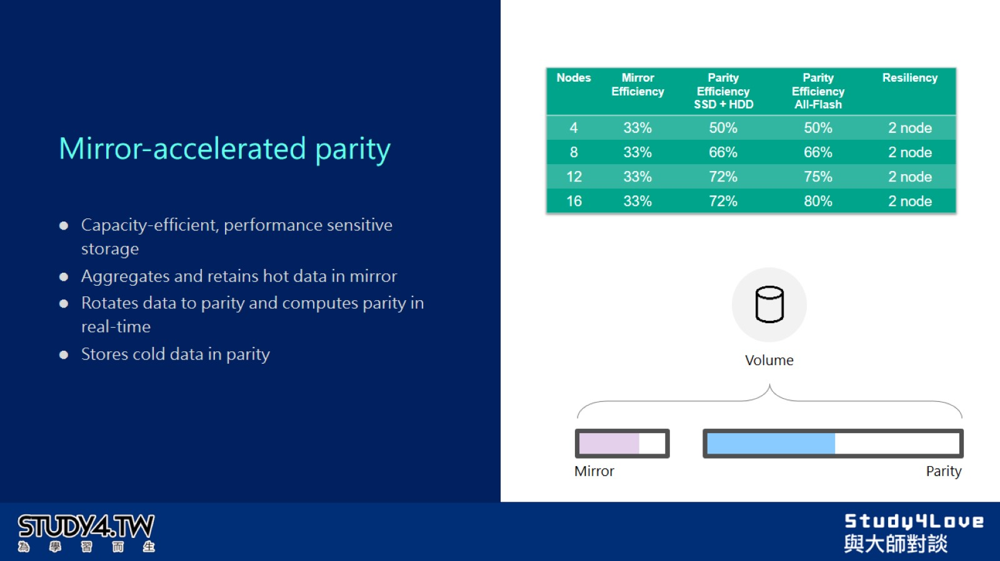 Mirror-accelerated parity
● Capacity-efficient, performance sensitive
storage
● Aggregates and retains hot data in mirror
● Rotates data to parity and computes parity in
real-time
● Stores cold data in parity
Nodes Mirror Efficiency Parity Efficiency SSD + HDD Parity Efficiency All-Flash Resiliency
4 33% 50% 50% 2 node
8 33% 66% 66% 2 node
12 33% 72% 75% 2 node
16 33% 72% 80% 2 node
Volume
Mirror Parity
STUDY4.TW
為學習而生
Study4Love
與大師對談